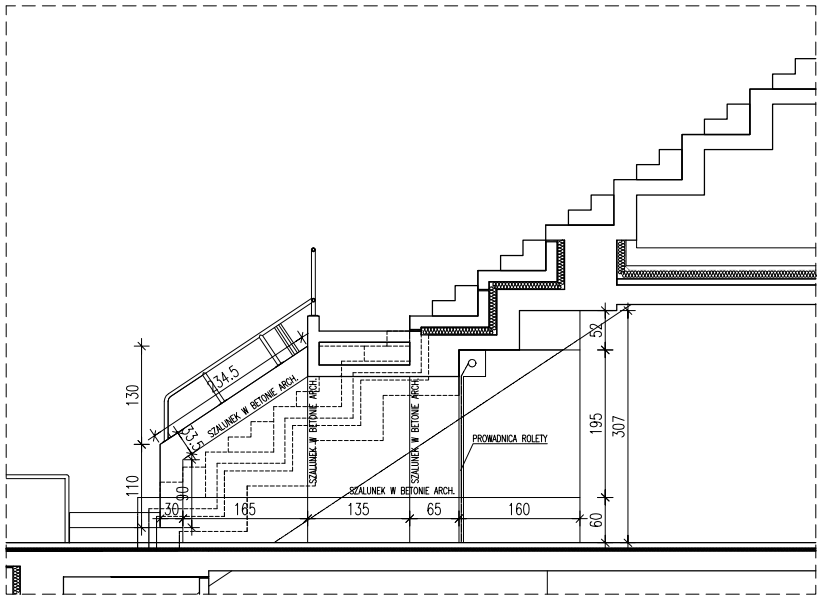 52
134.5
130
SZALUNEK W BETONIE ARCH.
SZALUNEK W BETONIE ARCH.
SZALUNEK W BETONIE ARCH.
33.5
195
307
PROWADNICA ROLETY
110
90
SZALUNEK W BETONIE ARCH.
30
165
135
65
160
60